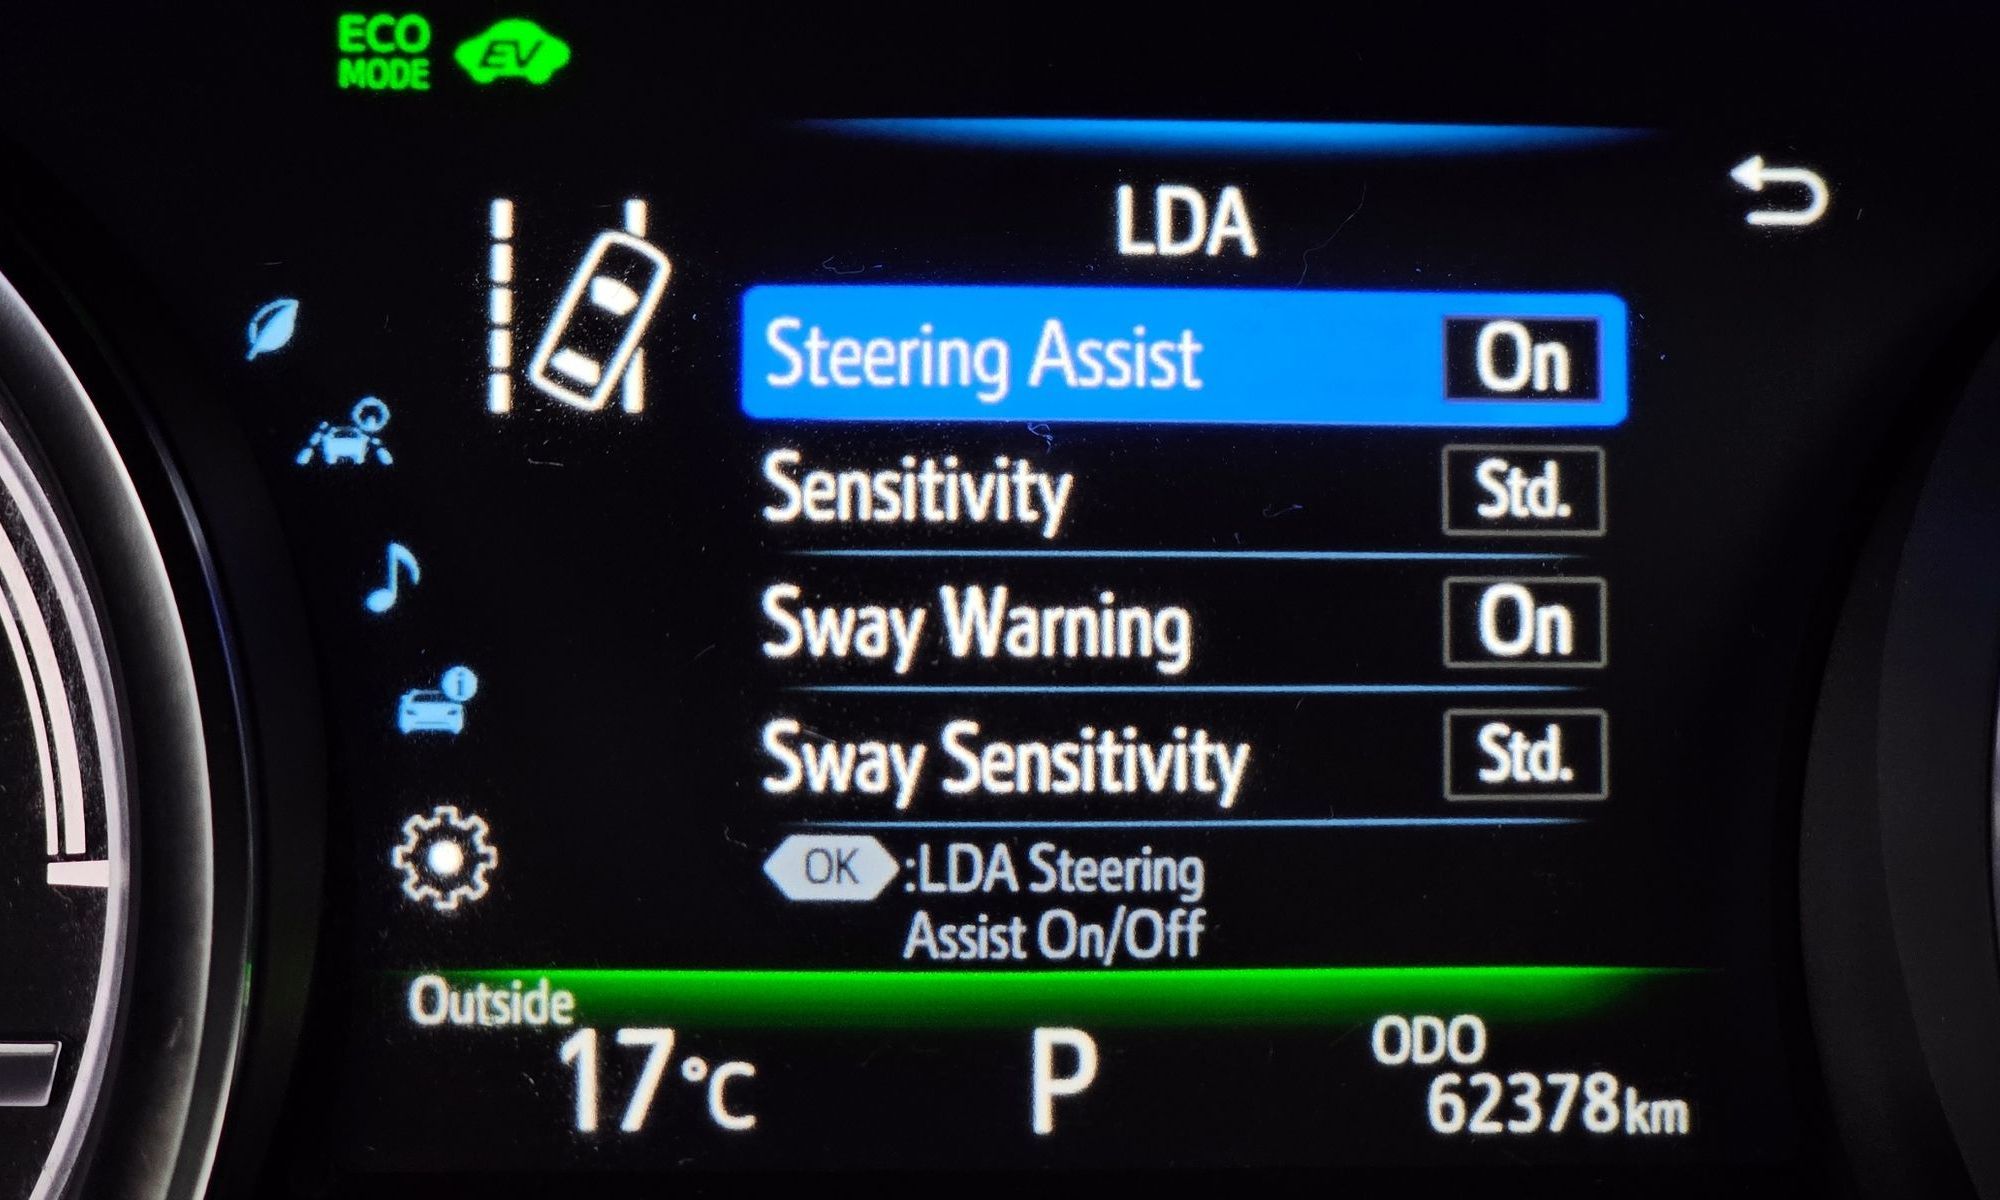 ECO
MODE
EV
LDA
Steering Assist On
Sensitivity Std.
Sway Warning On
Sway Sensitivity Std.
OK :LDA Steering
Assist On/Off
Outside
17°C
P
ODO
62378km